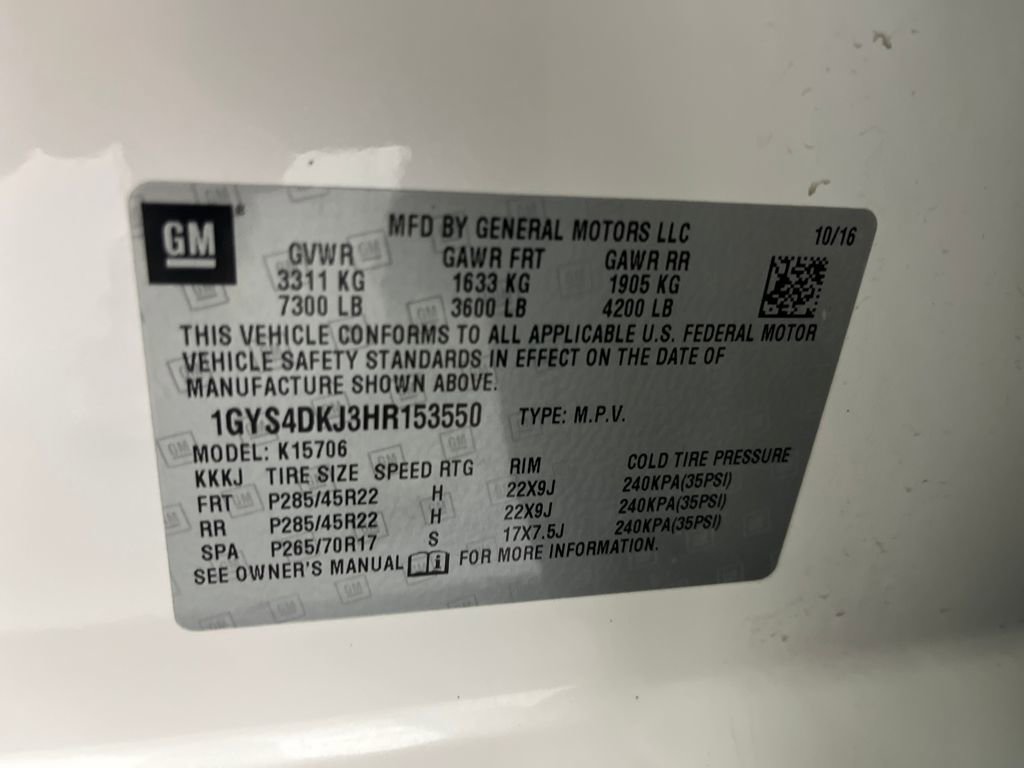 GM
MFD BY GENERAL MOTORS LLC 10/16
GVWR GAWR FRT GAWR RR
3311 KG 1633 KG 1905 KG
7300 LB 3600 LB 4200 LB
THIS VEHICLE CONFORMS TO ALL APPLICABLE U.S. FEDERAL MOTOR
VEHICLE SAFETY STANDARDS IN EFFECT ON THE DATE OF
MANUFACTURE SHOWN ABOVE.
1GYS4DKJ3HR153550 TYPE: M.P.V.
MODEL: K15706
KKKJ TIRE SIZE SPEED RTG RIM COLD TIRE PRESSURE
FRT P285/45R22 H 22X9J 240KPA(35PSI)
RR P285/45R22 H 22X9J 240KPA(35PSI)
SPA P265/70R17 S 17X7.5J 240KPA(35PSI)
SEE OWNER'S MANUAL FOR MORE INFORMATION.